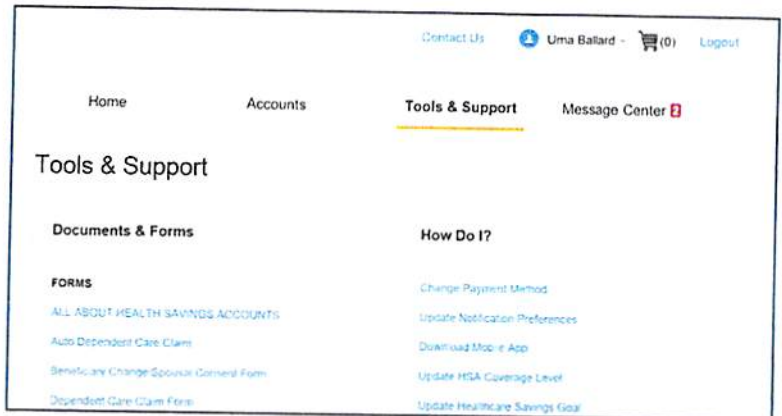 Contact Us Uma Ballard - (0) Logout
Home Accounts Tools & Support Message Center 2
Tools & Support
Documents & Forms
FORMS
ALL ABOUT HEALTH SAVINGS ACCOUNTS
Auto Dependent Care Claim
Beneficiary Change/Spousal Consent Form
Dependent Care Claim Form
How Do I?
Change Payment Method
Update Notification Preferences
Download Mobile App
Update HSA Coverage Level
Update Healthcare Savings Goal